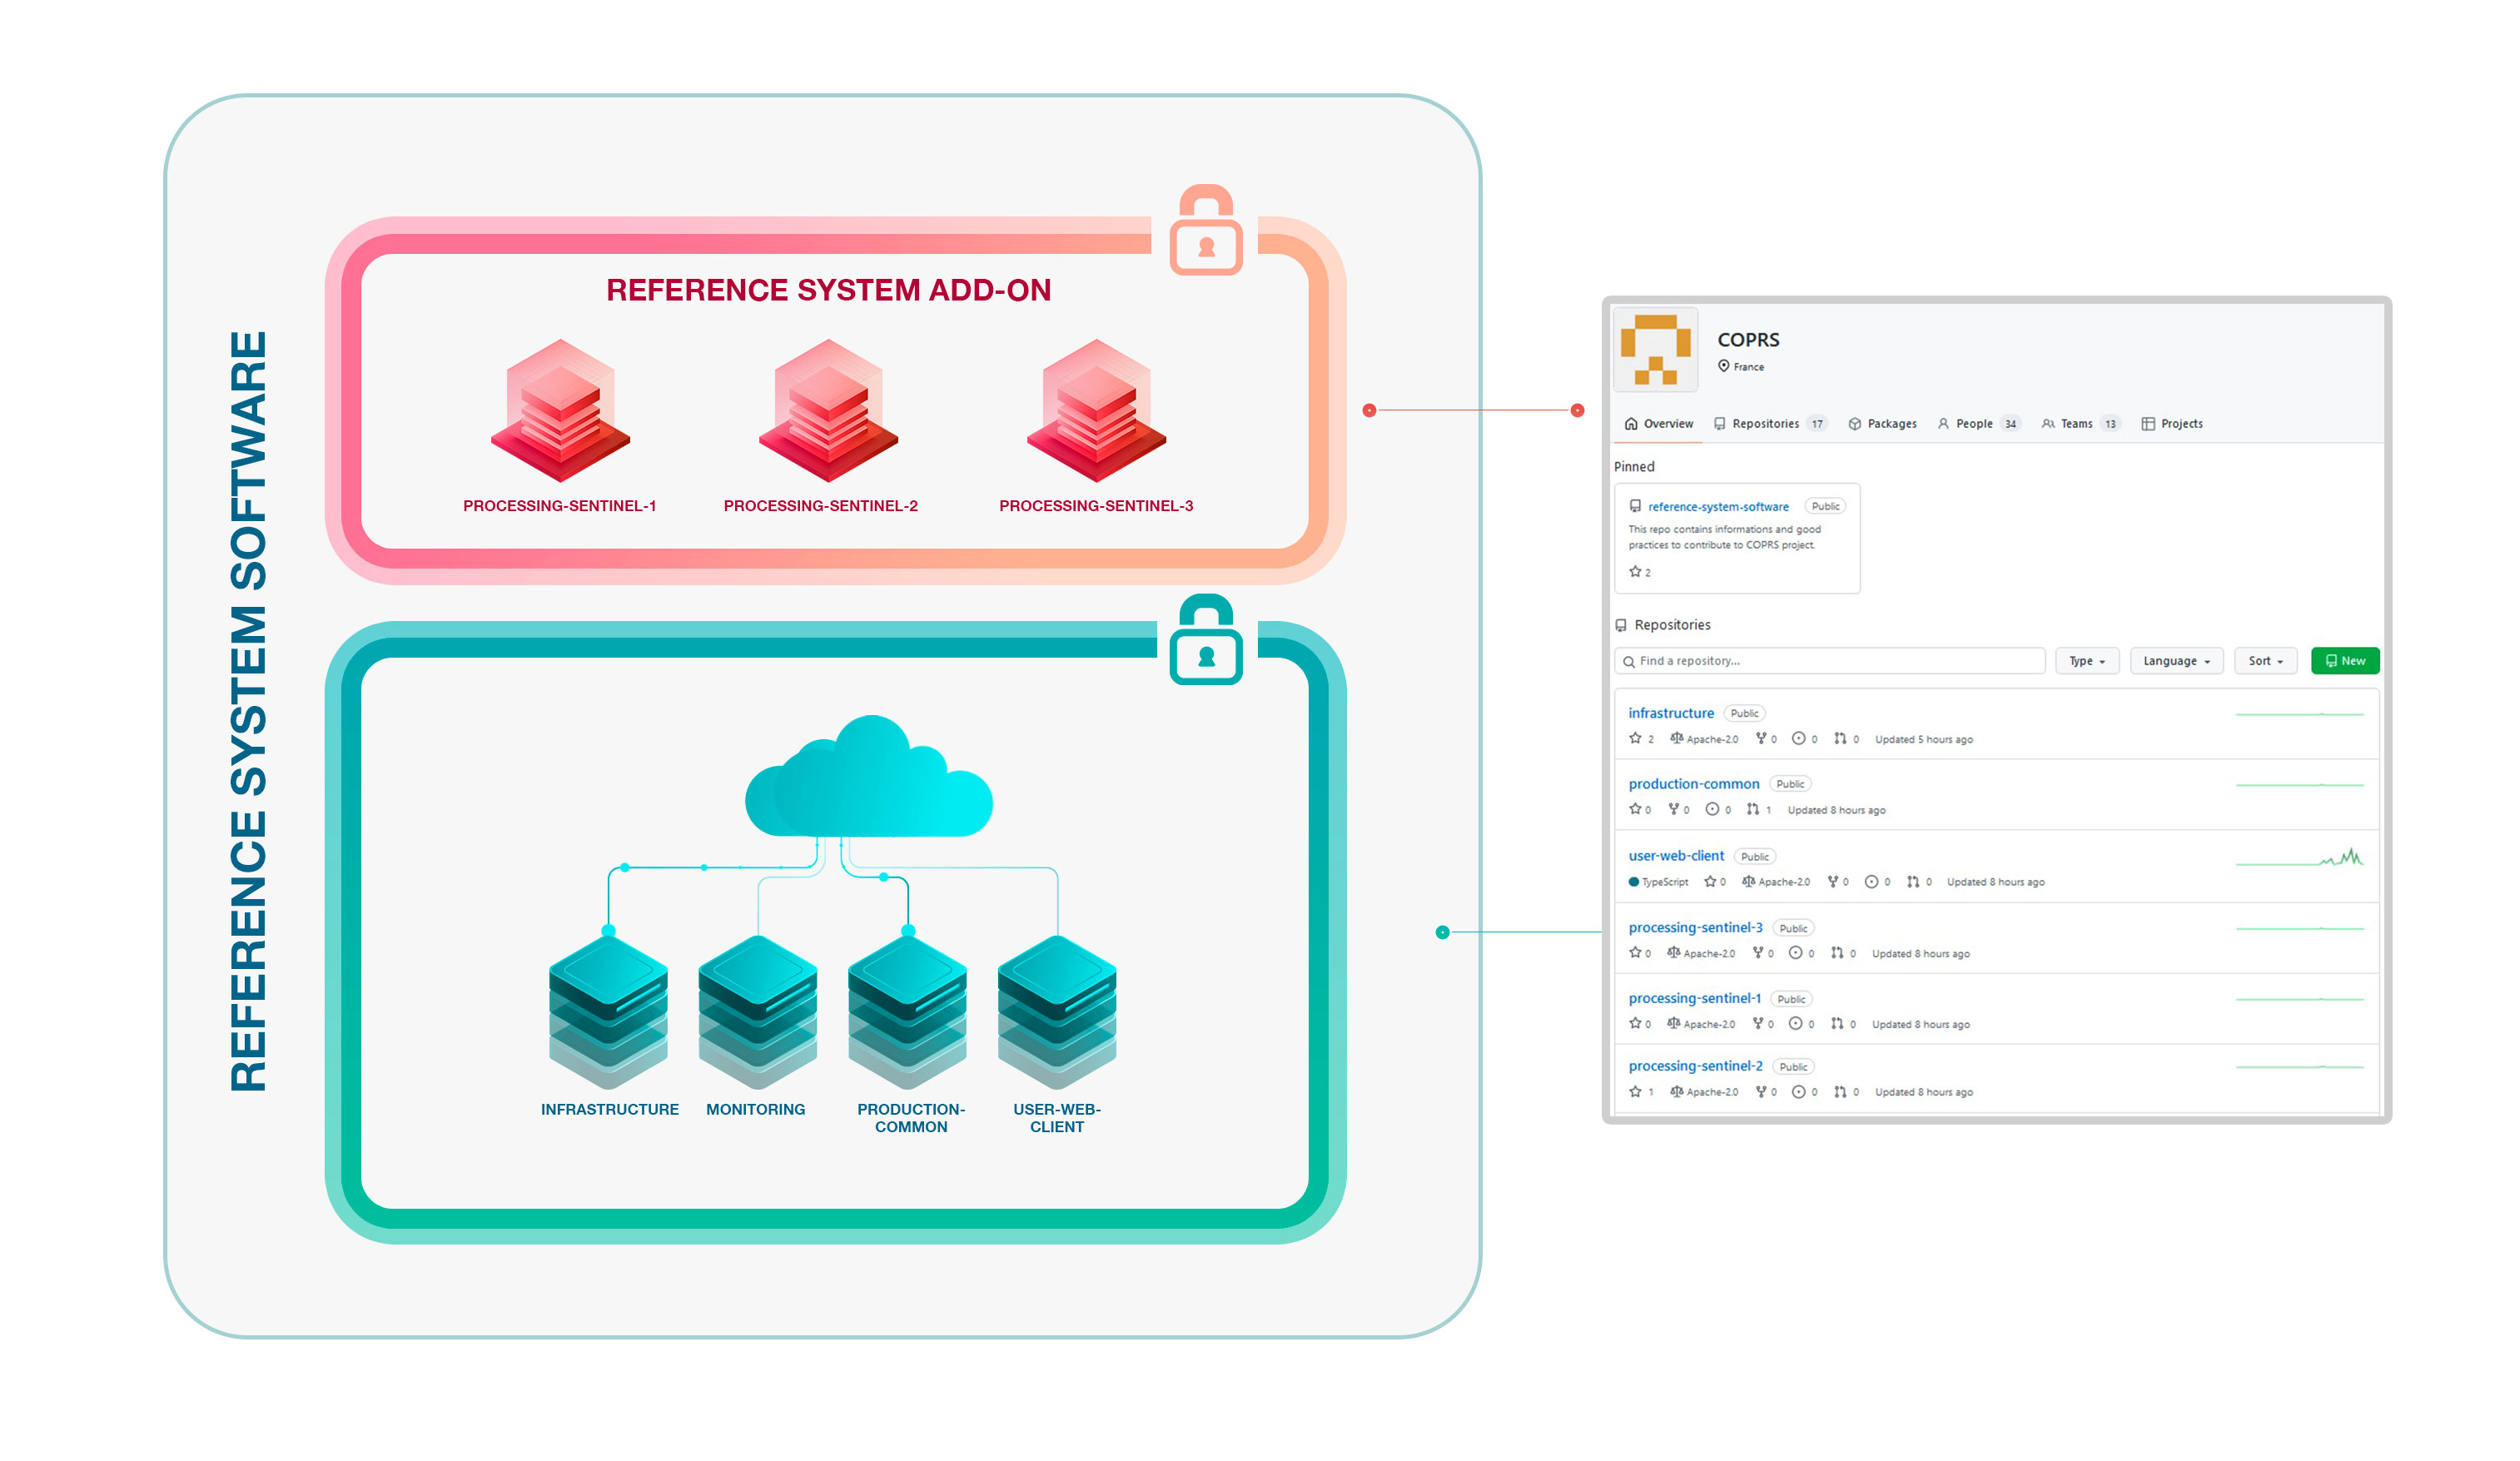 REFERENCE SYSTEM SOFTWARE
REFERENCE SYSTEM ADD-ON
PROCESSING-SENTINEL-1 PROCESSING-SENTINEL-2 PROCESSING-SENTINEL-3
INFRASTRUCTURE MONITORING PRODUCTION-COMMON USER-WEB-CLIENT
COPRS
France
Overview Repositories 17 Packages People 34 Teams 13 Projects
Pinned
reference-system-software Public
This repo contains informations and good
practices to contribute to COPRS project.
2
Repositories
Find a repository... Type Language Sort New
infrastructure Public
2 Apache-2.0 0 0 0 Updated 5 hours ago
production-common Public
0 0 0 1 Updated 8 hours ago
user-web-client Public
TypeScript 0 Apache-2.0 0 0 0 Updated 8 hours ago
processing-sentinel-3 Public
0 Apache-2.0 0 0 0 Updated 8 hours ago
processing-sentinel-1 Public
0 Apache-2.0 0 0 0 Updated 8 hours ago
processing-sentinel-2 Public
1 Apache-2.0 0 0 0 Updated 8 hours ago